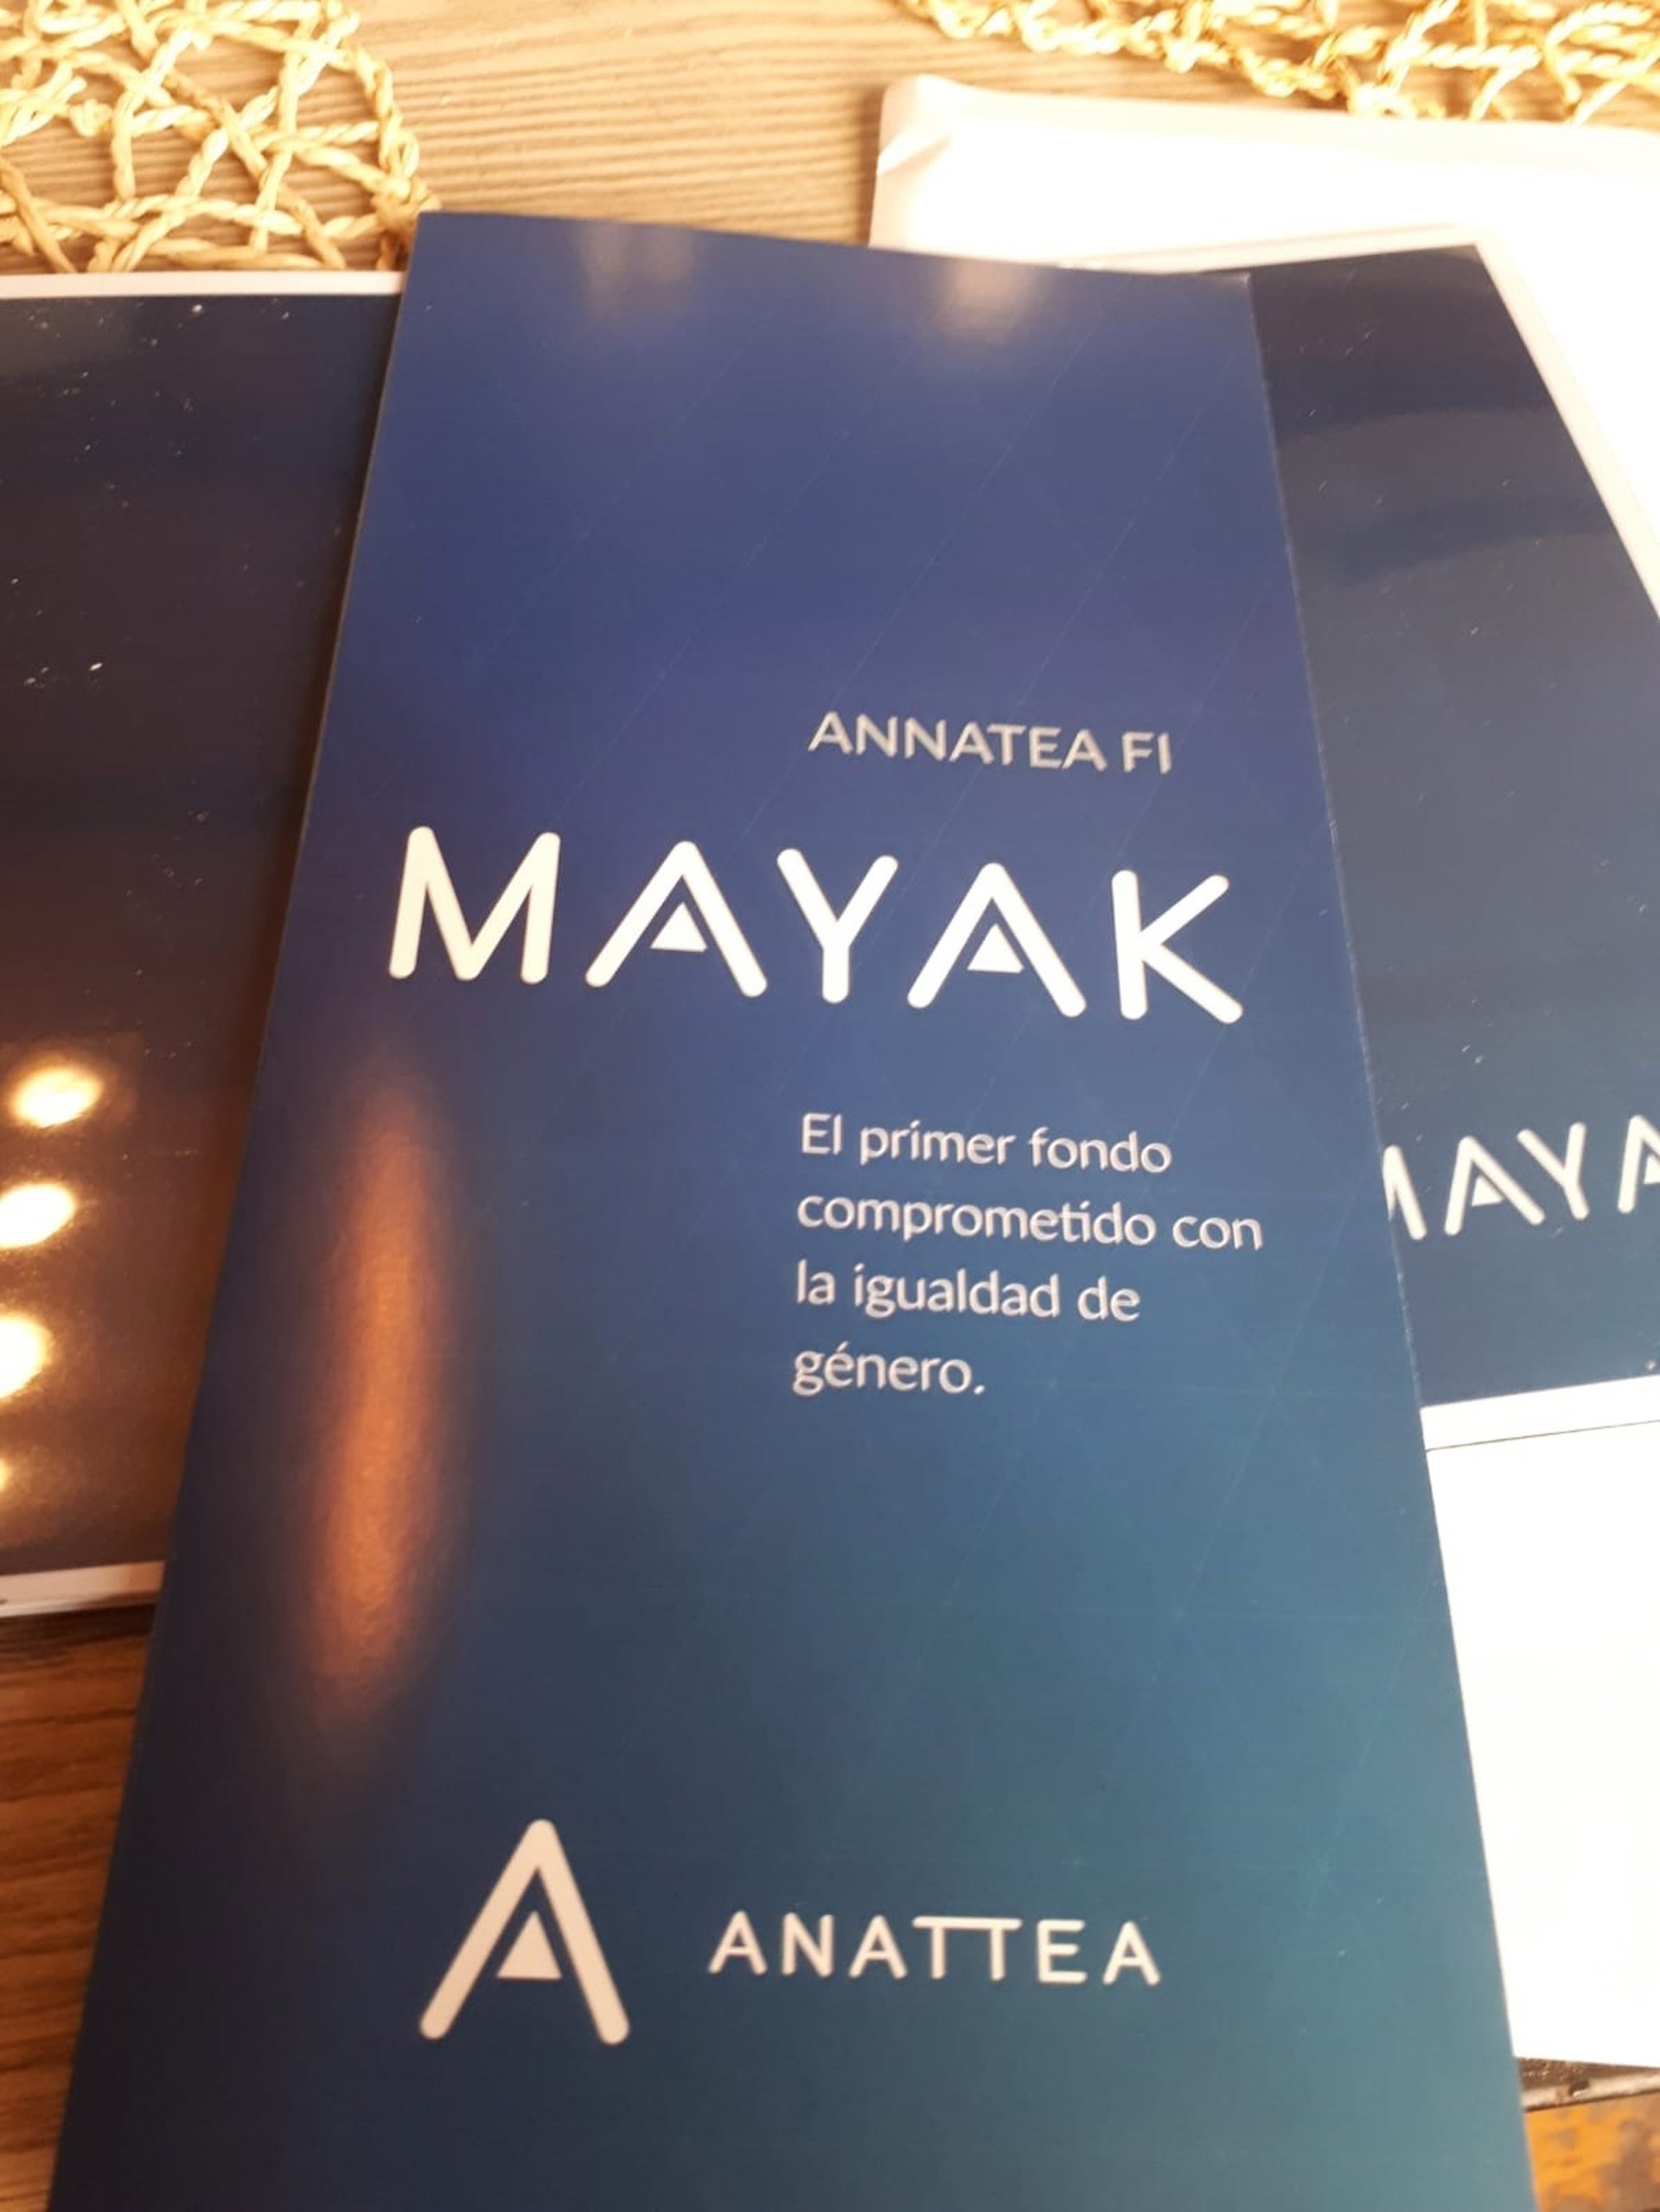 ANNATEA FI
MAYAK
El primer fondo
comprometido con
la igualdad de
género.
ANATTEA